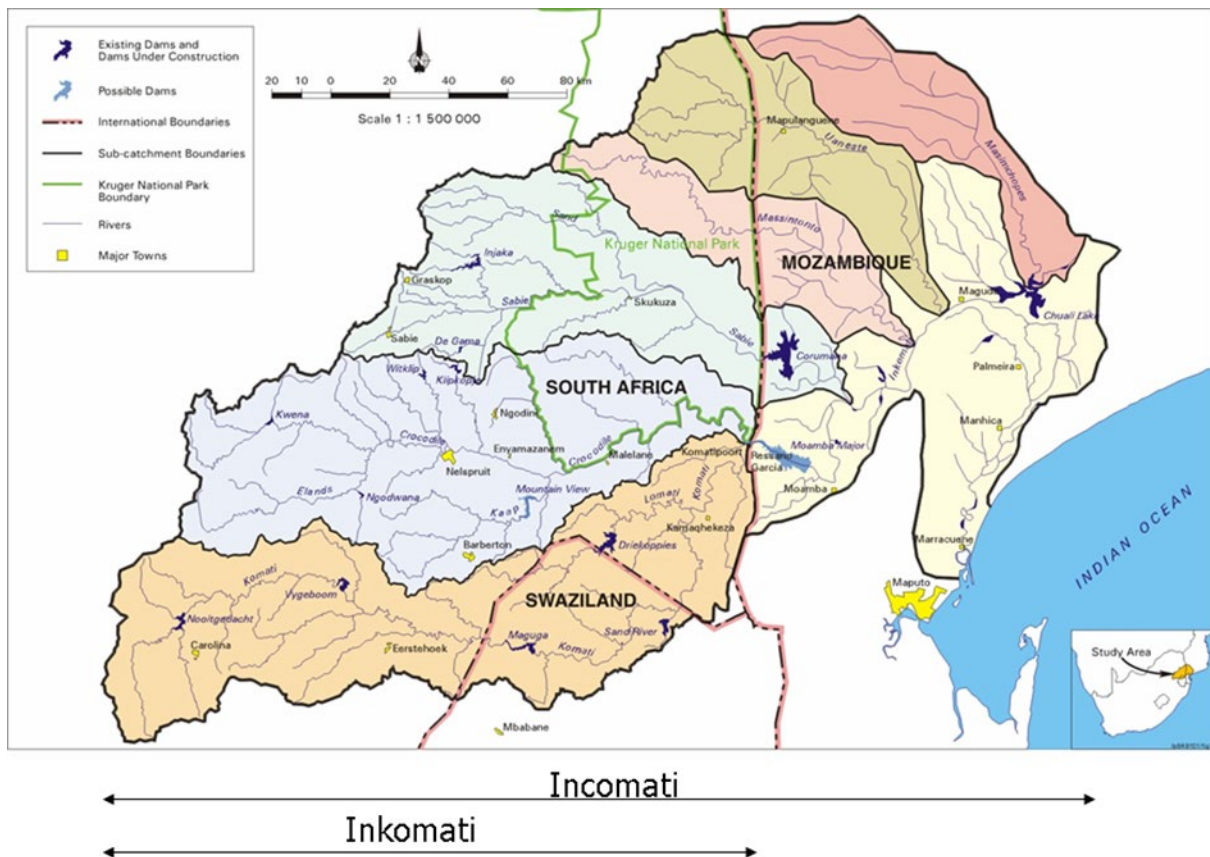 Existing Dams and
Dams Under Construction
Possible Dams
International Boundaries
Sub-catchment Boundaries
Kruger National Park
Boundary
Rivers
Major Towns
20 0 20 40 60 80 km
Scale 1 : 1 500 000
Mapulanguene
Uaneate
Masimchopes
Sand
Massintonto
Kruger National Park
Injaka
MOZAMBIQUE
Graskop
Skukuza
Magude
Sabie
Chuali Lake
Sabie
Sabie
De Gama
Corumana
Inkomati
Witklip
Klipkopje
Palmeira
SOUTH AFRICA
Kwena
Ngodini
Manhica
Crocodile
Enyamazanem
Crocodile
Malelane
Komatipoort
Ressano
Garcia
Moamba Major
Nelspruit
Mountain View
Moamba
Elands
Ngodwana
Kaap
Lomati
Komati
Kamaqhekeza
Barberton
Driekoppies
Marracuene
INDIAN OCEAN
Komati
Vygeboom
Maputo
SWAZILAND
Nooitgedacht
Sand River
Carolina
Eerstehoek
Maguga
Komati
Study Area
Mbabane
Incomati
Inkomati